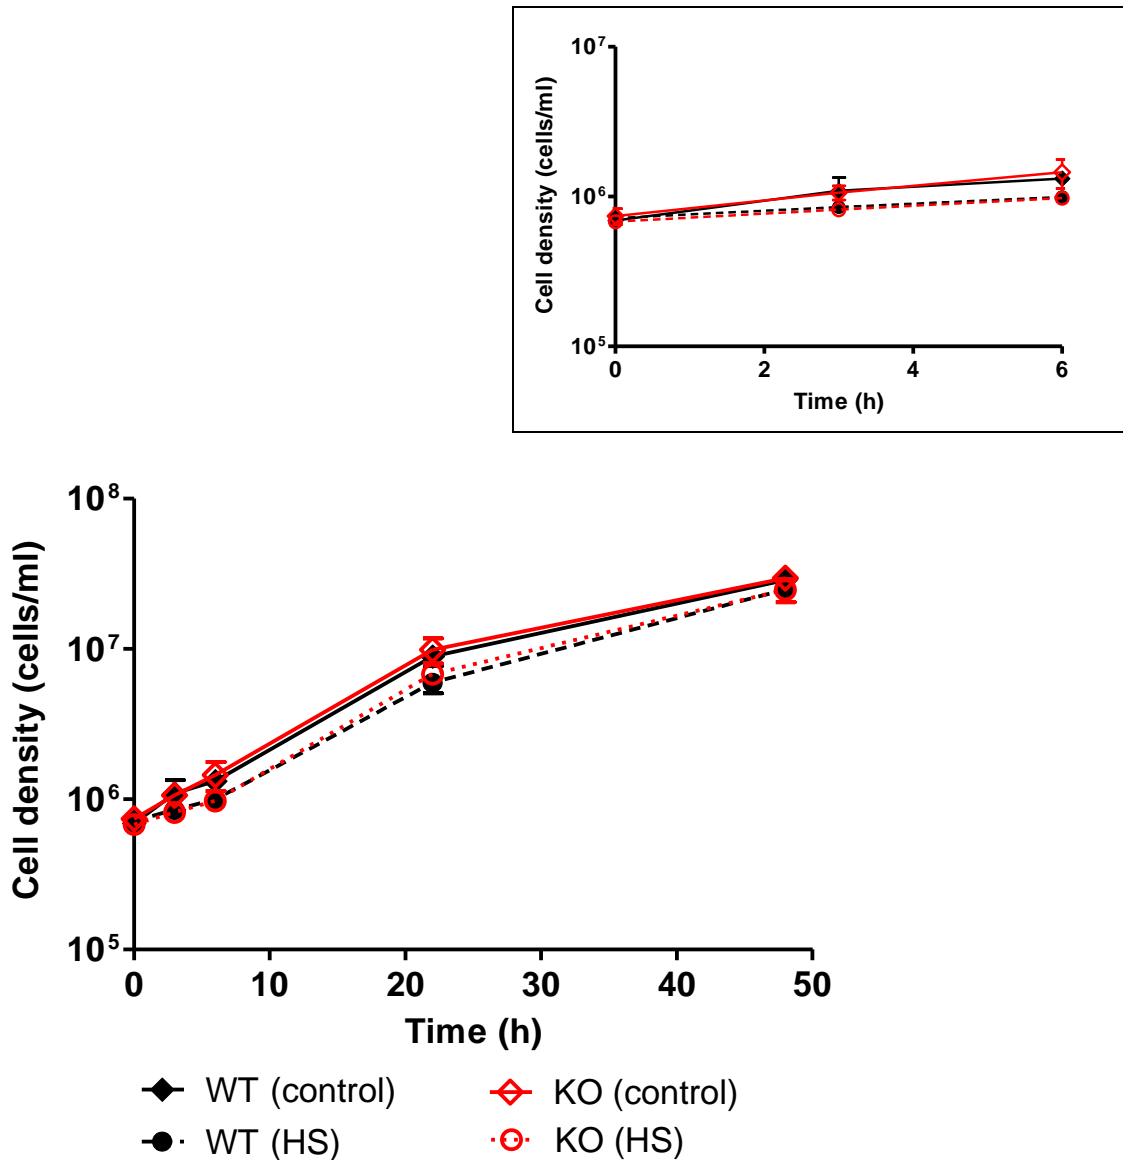 10⁷
10⁶
10⁵
Cell density (cells/ml)
0 2 4 6
Time (h)
10⁸
10⁷
10⁶
10⁵
Cell density (cells/ml)
0 10 20 30 40 50
Time (h)
WT (control) KO (control)
WT (HS) KO (HS)